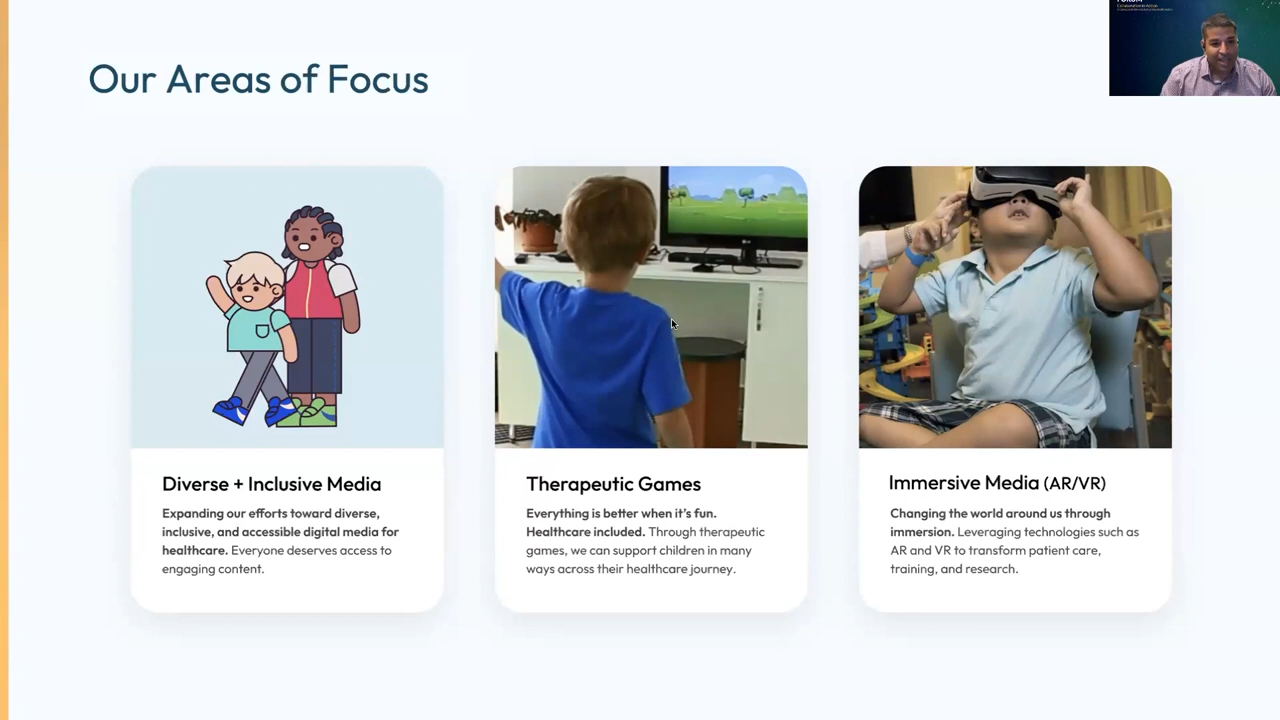 Our Areas of Focus
Diverse + Inclusive Media
Expanding our efforts toward diverse,
inclusive, and accessible digital media for
healthcare. Everyone deserves access to
engaging content.
Therapeutic Games
Everything is better when it's fun.
Healthcare included. Through therapeutic
games, we can support children in many
ways across their healthcare journey.
Immersive Media (AR/VR)
Changing the world around us through
immersion. Leveraging technologies such as
AR and VR to transform patient care,
training, and research.